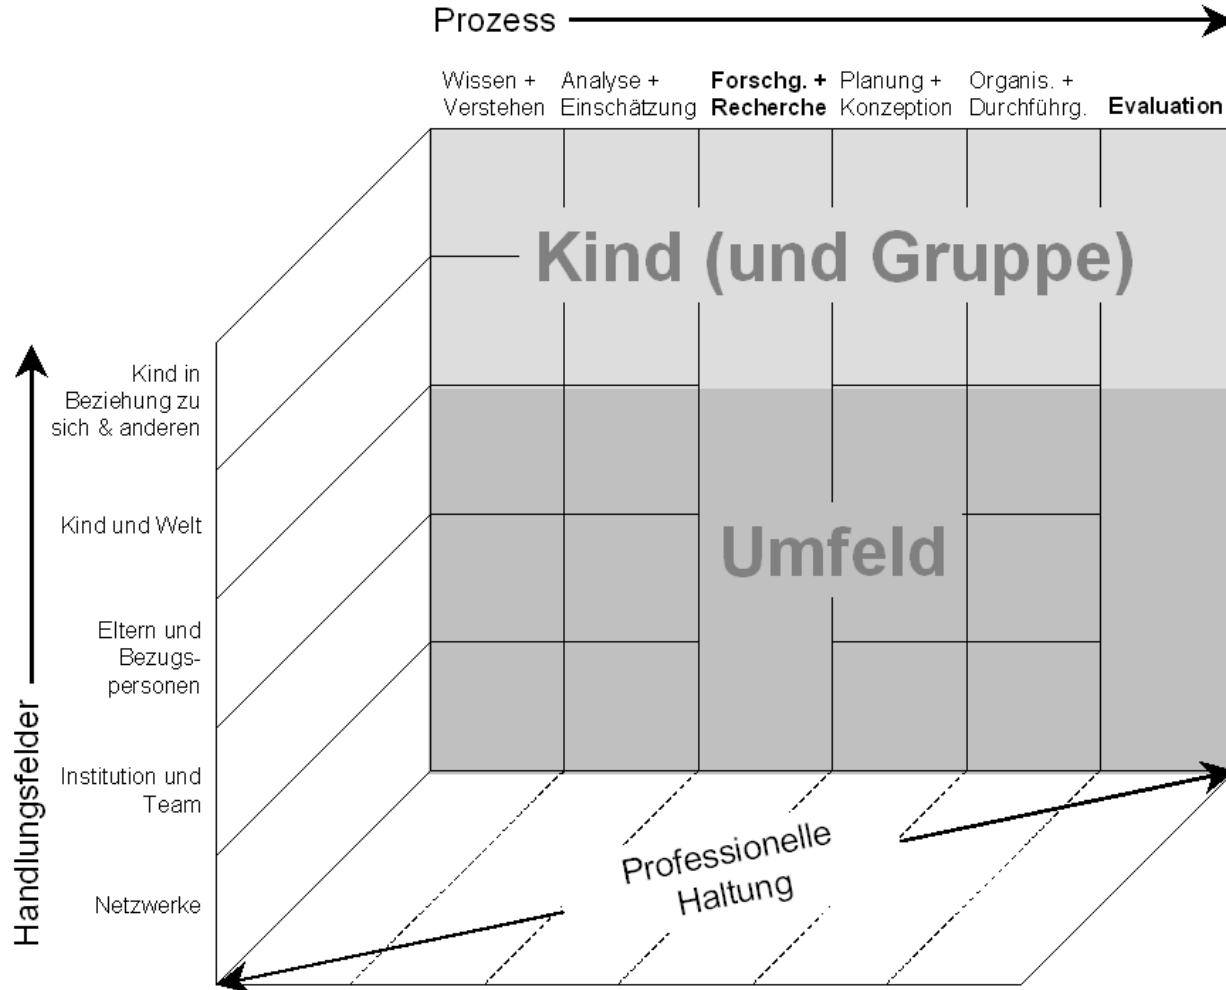 Prozess
Wissen +
Verstehen
Analyse +
Einschätzung
Forschg. +
Recherche
Planung +
Konzeption
Organis. +
Durchführg.
Evaluation
Kind (und Gruppe)
Umfeld
Handlungsfelder
Kind in
Beziehung zu
sich & anderen
Kind und Welt
Eltern und
Bezugs-
personen
Institution und
Team
Netzwerke
Professionelle
Haltung